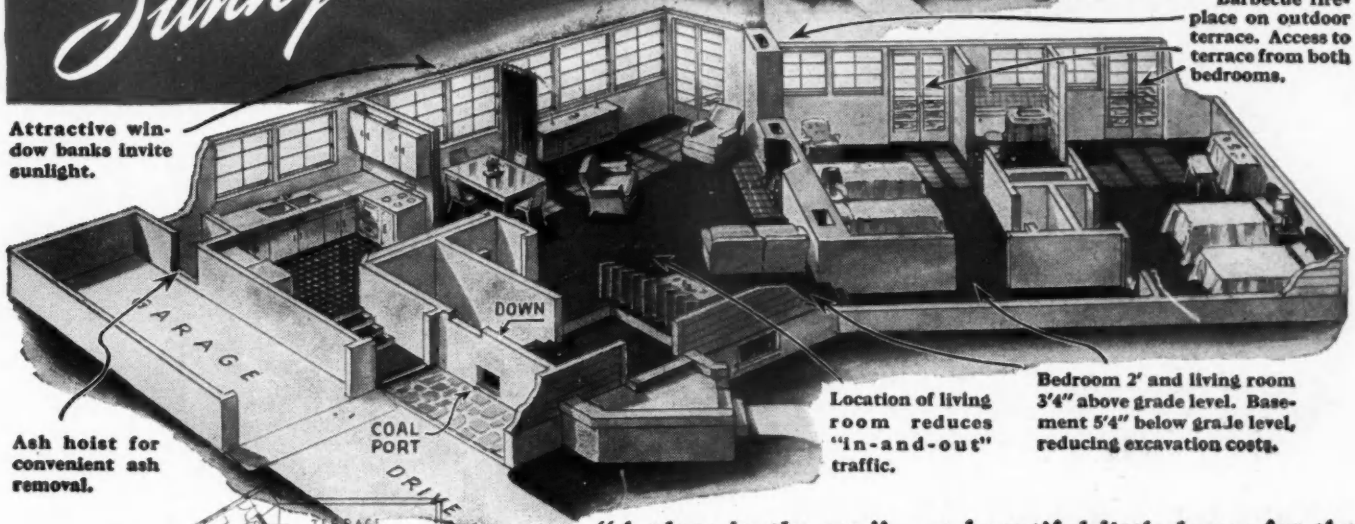 Sunny
Barbecue fire-
place on outdoor
terrace. Access to
terrace from both
bedrooms.
Attractive win-
dow banks invite
sunlight.
GARAGE
DOWN
COAL
PORT
DRIVE
Ash hoist for
convenient ash
removal.
Location of living
room reduces
"in-and-out"
traffic.
Bedroom 2' and living room
3'4" above grade level. Base-
ment 5'4" below grade level,
reducing excavation costs.
TERRACE